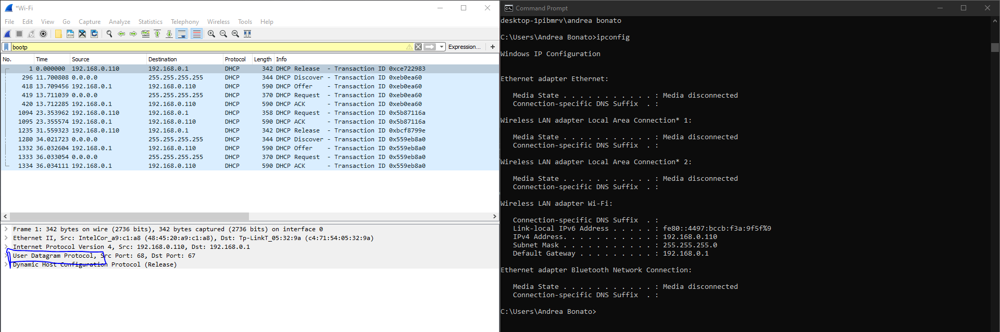 *Wi-Fi
File Edit View Go Capture Analyze Statistics Telephony Wireless Tools Help
bootp
Expression... +
No. Time Source Destination Protocol Length Info
1 0.000000 192.168.0.110 192.168.0.1 DHCP 342 DHCP Release - Transaction ID 0xce722983
296 11.700808 0.0.0.0 255.255.255.255 DHCP 344 DHCP Discover - Transaction ID 0xeb0ea60
418 13.709456 192.168.0.1 192.168.0.110 DHCP 590 DHCP Offer - Transaction ID 0xeb0ea60
419 13.711039 0.0.0.0 255.255.255.255 DHCP 370 DHCP Request - Transaction ID 0xeb0ea60
420 13.712285 192.168.0.1 192.168.0.110 DHCP 590 DHCP ACK - Transaction ID 0xeb0ea60
1094 23.353962 192.168.0.110 192.168.0.1 DHCP 358 DHCP Request - Transaction ID 0x5b87116a
1095 23.355574 192.168.0.1 192.168.0.110 DHCP 590 DHCP ACK - Transaction ID 0x5b87116a
1235 31.559323 192.168.0.110 192.168.0.1 DHCP 342 DHCP Release - Transaction ID 0xbcf8799e
1280 34.021723 0.0.0.0 255.255.255.255 DHCP 344 DHCP Discover - Transaction ID 0x559eb8a0
1332 36.032604 192.168.0.1 192.168.0.110 DHCP 590 DHCP Offer - Transaction ID 0x559eb8a0
1333 36.033054 0.0.0.0 255.255.255.255 DHCP 370 DHCP Request - Transaction ID 0x559eb8a0
1334 36.034111 192.168.0.1 192.168.0.110 DHCP 590 DHCP ACK - Transaction ID 0x559eb8a0
Frame 1: 342 bytes on wire (2736 bits), 342 bytes captured (2736 bits) on interface 0
Ethernet II, Src: IntelCor_a9:c1:a8 (48:45:20:a9:c1:a8), Dst: Tp-LinkT_05:32:9a (c4:71:54:05:32:9a)
Internet Protocol Version 4, Src: 192.168.0.110, Dst: 192.168.0.1
User Datagram Protocol, Src Port: 68, Dst Port: 67
Dynamic Host Configuration Protocol (Release)
Command Prompt
desktop-1pibmrv\andrea bonato
C:\Users\Andrea Bonato>ipconfig
Windows IP Configuration
Ethernet adapter Ethernet:
Media State . . . . . . . . . . . : Media disconnected
Connection-specific DNS Suffix . :
Wireless LAN adapter Local Area Connection* 1:
Media State . . . . . . . . . . . : Media disconnected
Connection-specific DNS Suffix . :
Wireless LAN adapter Local Area Connection* 2:
Media State . . . . . . . . . . . : Media disconnected
Connection-specific DNS Suffix . :
Wireless LAN adapter Wi-Fi:
Connection-specific DNS Suffix . :
Link-local IPv6 Address . . . . . : fe80::4497:bccb:f3a:9f5f%9
IPv4 Address. . . . . . . . . . . : 192.168.0.110
Subnet Mask . . . . . . . . . . . : 255.255.255.0
Default Gateway . . . . . . . . . : 192.168.0.1
Ethernet adapter Bluetooth Network Connection:
Media State . . . . . . . . . . . : Media disconnected
Connection-specific DNS Suffix . :
C:\Users\Andrea Bonato>